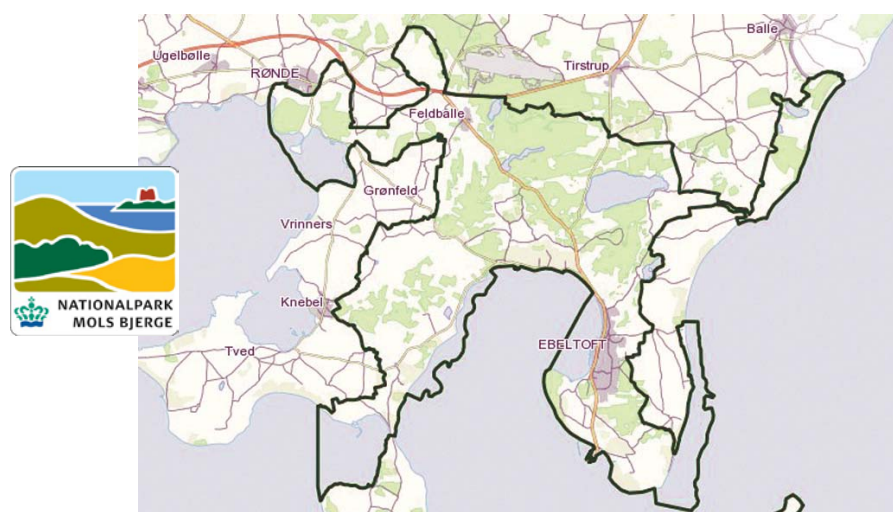 Balle
Ugelbølle
Tirstrup
RØNDE
Feldballe
Grønfeld
Vrinners
Knebel
NATIONALPARK
MOLS BJERGE
EBELTOFT
Tved